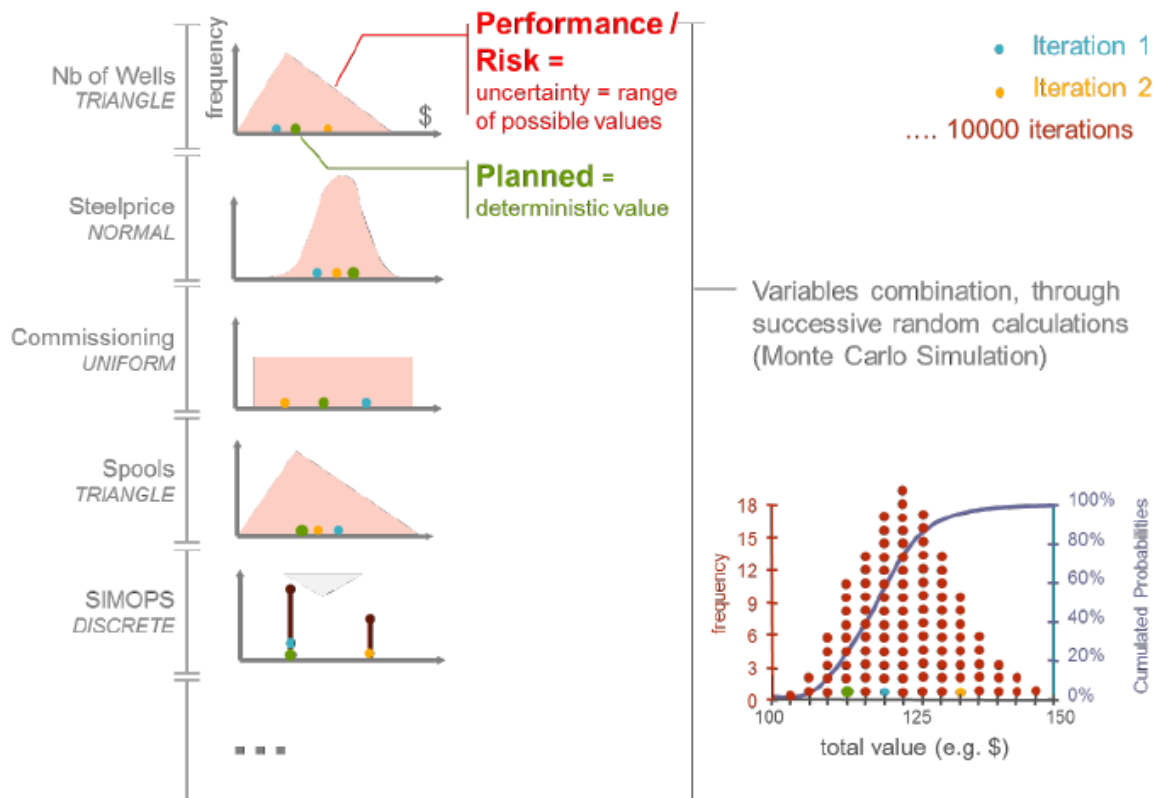 Nb of Wells
TRIANGLE
frequency
$
Performance /
Risk =
uncertainty = range
of possible values
Planned =
deterministic value
Steelprice
NORMAL
Commissioning
UNIFORM
Spools
TRIANGLE
SIMOPS
DISCRETE
Iteration 1
Iteration 2
.... 10000 iterations
Variables combination, through
successive random calculations
(Monte Carlo Simulation)
frequency
18
15
12
9
6
3
0
100
125
150
total value (e.g. $)
100%
80%
60%
40%
20%
0%
Cumulated Probabilities